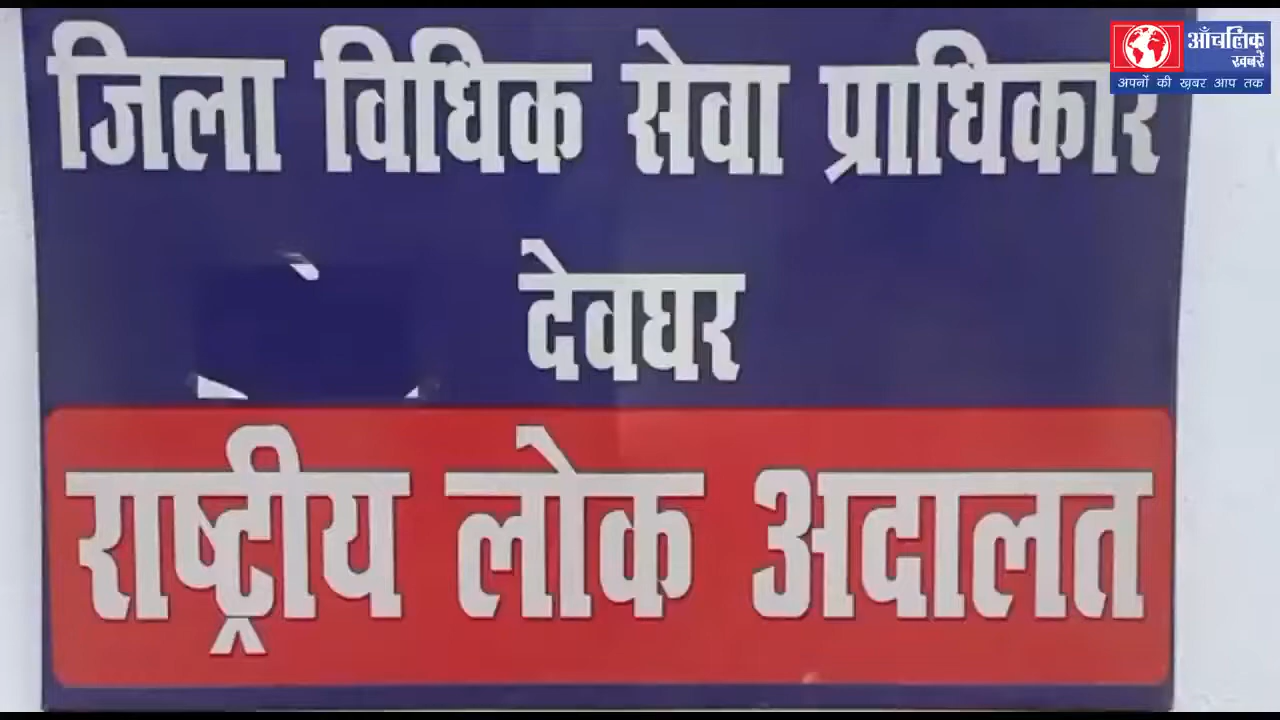 जिला विधिक सेवा प्राधिकार
देवघर
राष्ट्रीय लोक अदालत
आँचलिक
ख़बरें
अपनों की ख़बर आप तक